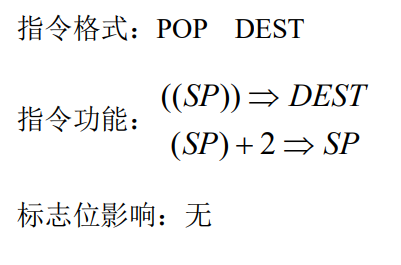 指令格式：POP DEST
指令功能：((SP)) ⇒ DEST
(SP) + 2 ⇒ SP
标志位影响：无